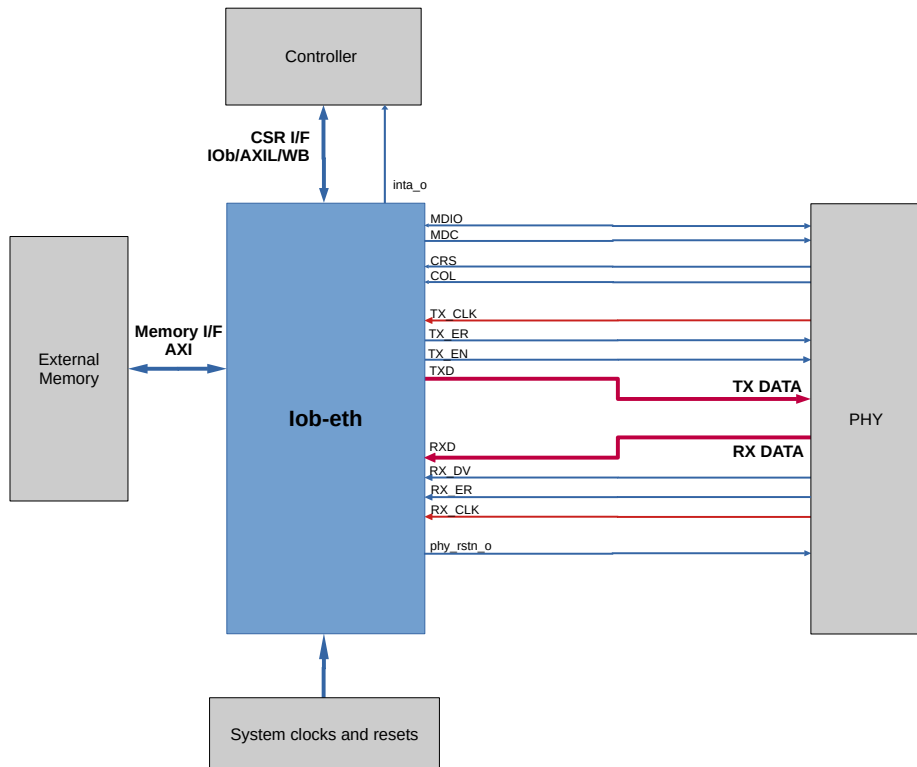 Controller
CSR I/F
IOb/AXIL/WB
inta_o
MDIO
MDC
CRS
COL
TX_CLK
TX_ER
TX_EN
TXD
TX DATA
External
Memory
Memory I/F
AXI
Iob-eth
PHY
RXD
RX DATA
RX_DV
RX_ER
RX_CLK
phy_rstn_o
System clocks and resets